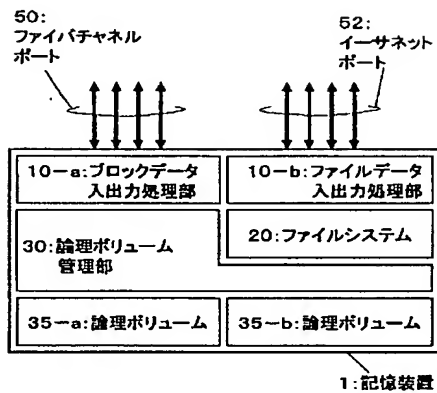 50:
ファイバチャネル
ポート
52:
イーサネット
ポート
10-a:ブロックデータ
入出力処理部
10-b:ファイルデータ
入出力処理部
30:論理ボリューム
管理部
20:ファイルシステム
35-a:論理ボリューム
35-b:論理ボリューム
1:記憶装置